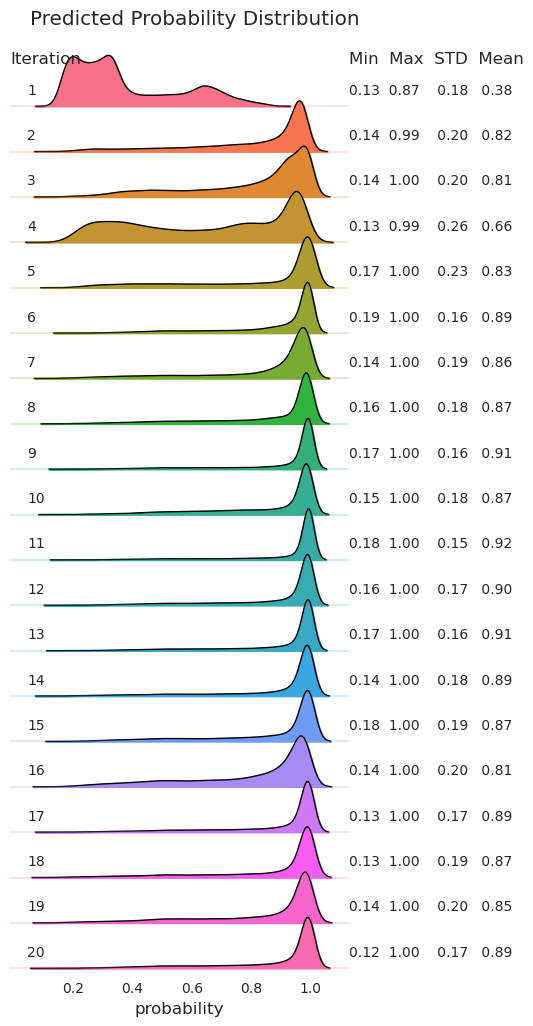 Predicted Probability Distribution
Iteration Min Max STD Mean
1 0.13 0.87 0.18 0.38
2 0.14 0.99 0.20 0.82
3 0.14 1.00 0.20 0.81
4 0.13 0.99 0.26 0.66
5 0.17 1.00 0.23 0.83
6 0.19 1.00 0.16 0.89
7 0.14 1.00 0.19 0.86
8 0.16 1.00 0.18 0.87
9 0.17 1.00 0.16 0.91
10 0.15 1.00 0.18 0.87
11 0.18 1.00 0.15 0.92
12 0.16 1.00 0.17 0.90
13 0.17 1.00 0.16 0.91
14 0.14 1.00 0.18 0.89
15 0.18 1.00 0.19 0.87
16 0.14 1.00 0.20 0.81
17 0.13 1.00 0.17 0.89
18 0.13 1.00 0.19 0.87
19 0.14 1.00 0.20 0.85
20 0.12 1.00 0.17 0.89
0.2 0.4 0.6 0.8 1.0
probability